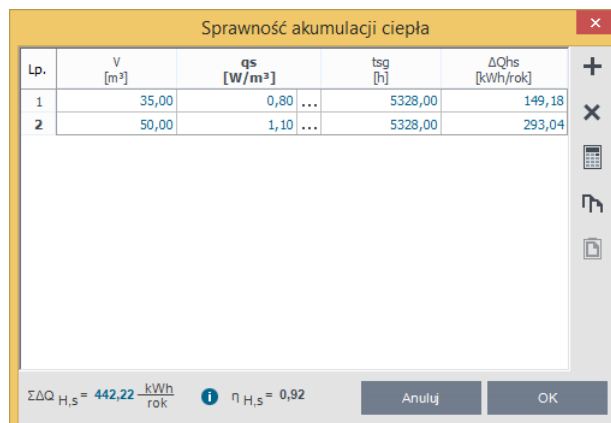 Sprawność akumulacji ciepła
Lp. V [m³] qs [W/m³] tsg [h] ΔQhs [kWh/rok]
1 35,00 0,80 ... 5328,00 149,18
2 50,00 1,10 ... 5328,00 293,04
ΣΔQ H,s = 442,22 kWh/rok i η H,s = 0,92 Anuluj OK